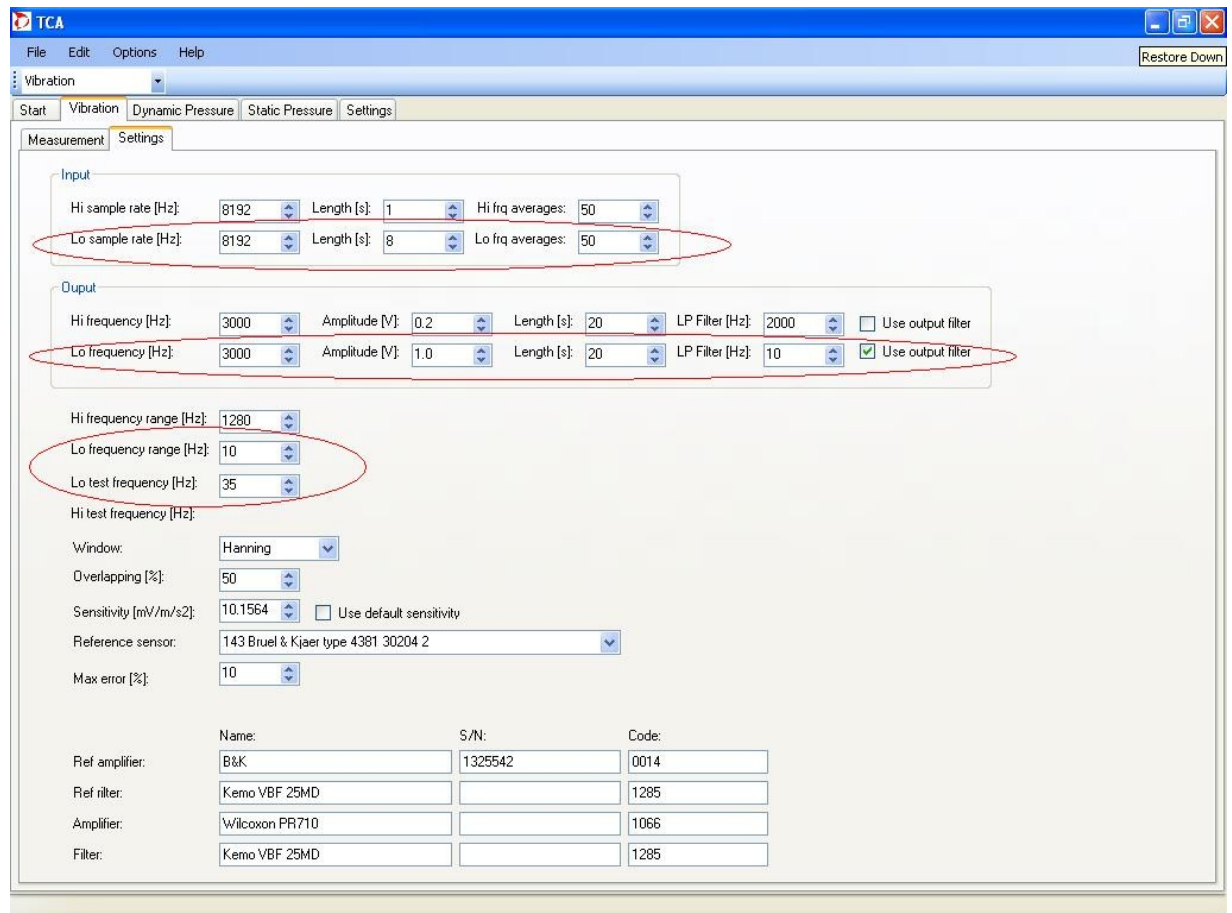 TCA
File Edit Options Help
Restore Down
Vibration
Start Vibration Dynamic Pressure Static Pressure Settings
Measurement Settings
Input
Hi sample rate [Hz]: 8192 Length [s]: 1 Hi frq averages: 50
Lo sample rate [Hz]: 8192 Length [s]: 8 Lo frq averages: 50
Ouput
Hi frequency [Hz]: 3000 Amplitude [V]: 0.2 Length [s]: 20 LP Filter [Hz]: 2000 Use output filter
Lo frequency [Hz]: 3000 Amplitude [V]: 1.0 Length [s]: 20 LP Filter [Hz]: 10 Use output filter
Hi frequency range [Hz]: 1280
Lo frequency range [Hz]: 10
Lo test frequency [Hz]: 35
Hi test frequency [Hz]:
Window: Hanning
Overlapping [%]: 50
Sensitivity [mV/m/s2]: 10.1564 Use default sensitivity
Reference sensor: 143 Bruel & Kjaer type 4381 30204 2
Max error [%]: 10
Name: S/N: Code:
Ref amplifier: B&K 1325542 0014
Ref rilter: Kemo VBF 25MD 1285
Amplifier: Wilcoxon PR710 1066
Filter: Kemo VBF 25MD 1285